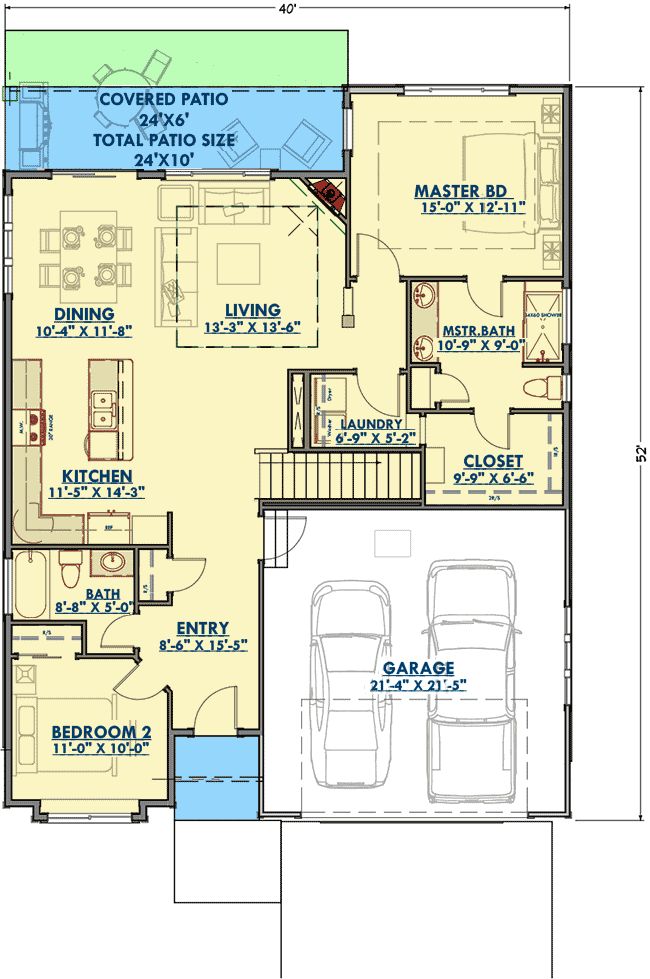 40'
COVERED PATIO
24'X6'
TOTAL PATIO SIZE
24'X10'
MASTER BD
15'-0" X 12'-11"
DINING
10'-4" X 11'-8"
LIVING
13'-3" X 13'-6"
MSTR.BATH
10'-9" X 9'-0"
34X60 SHOWER
R/S
Dryer
Washer
LAUNDRY
6'-9" X 5'-2"
M.W.
30" RANGE
KITCHEN
11'-5" X 14'-3"
REF
CLOSET
9'-9" X 6'-6"
R/S
2R/S
52'
BATH
8'-8" X 5'-0"
R/S
R/S
ENTRY
8'-6" X 15'-5"
GARAGE
21'-4" X 21'-5"
BEDROOM 2
11'-0" X 10'-0"